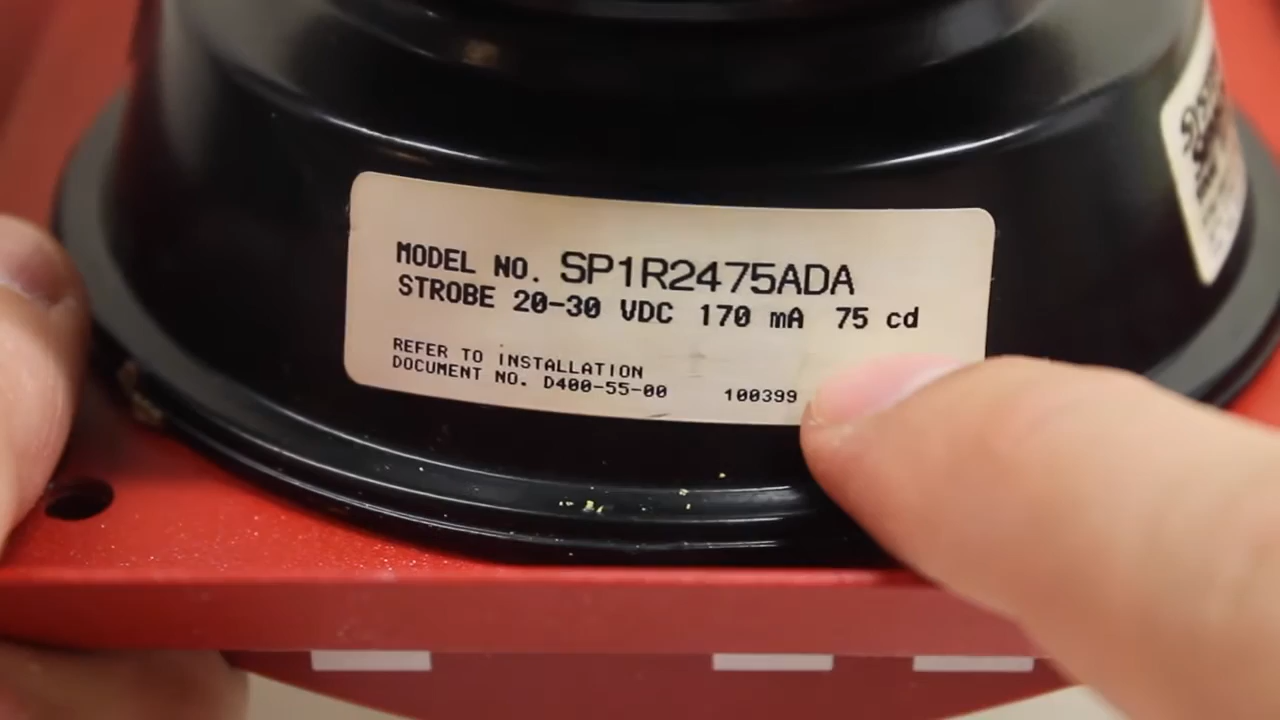 MODEL NO. SP1R2475ADA
STROBE 20-30 VDC 170 mA 75 cd
REFER TO INSTALLATION
DOCUMENT NO. D400-55-00 100399